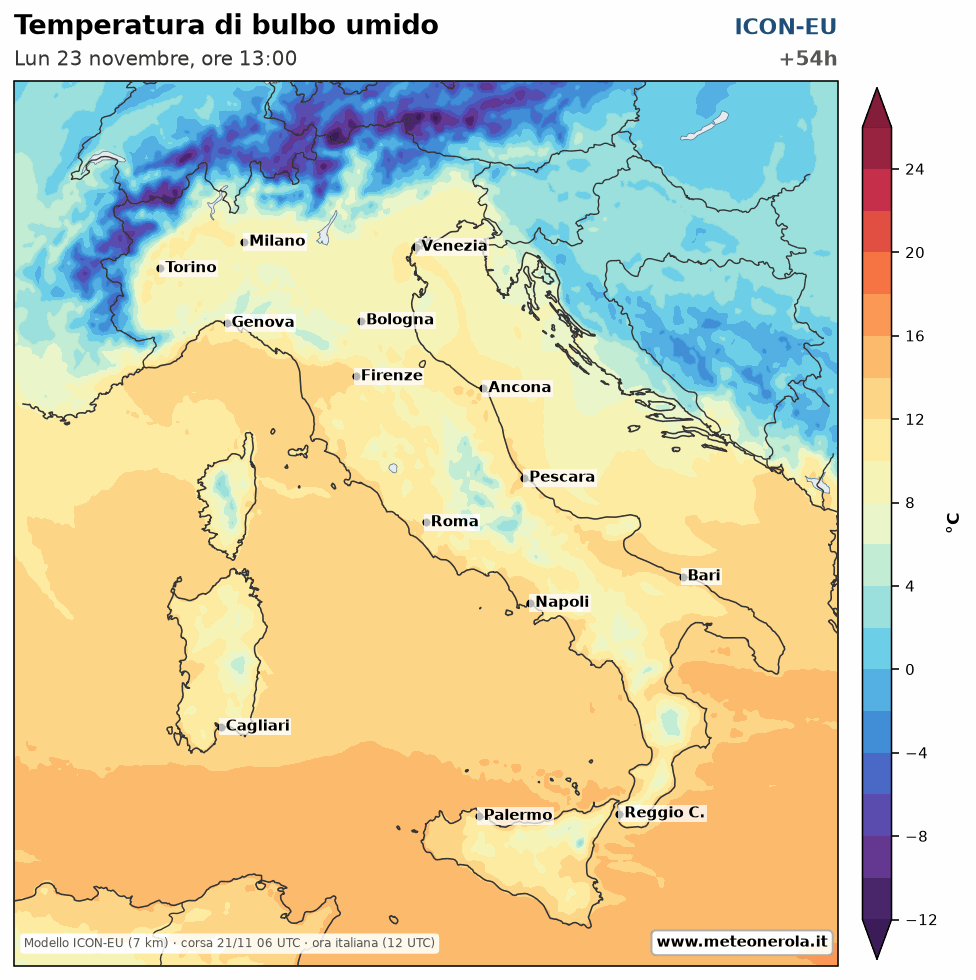 Temperatura di bulbo umido
ICON-EU
Lun 23 novembre, ore 13:00
+54h
Milano
Venezia
Torino
Genova
Bologna
Firenze
Ancona
Pescara
Roma
Bari
Napoli
Cagliari
Palermo
Reggio C.
24
20
16
12
8
4
0
−4
−8
−12
°C
Modello ICON-EU (7 km) · corsa 21/11 06 UTC · ora italiana (12 UTC)
www.meteonerola.it